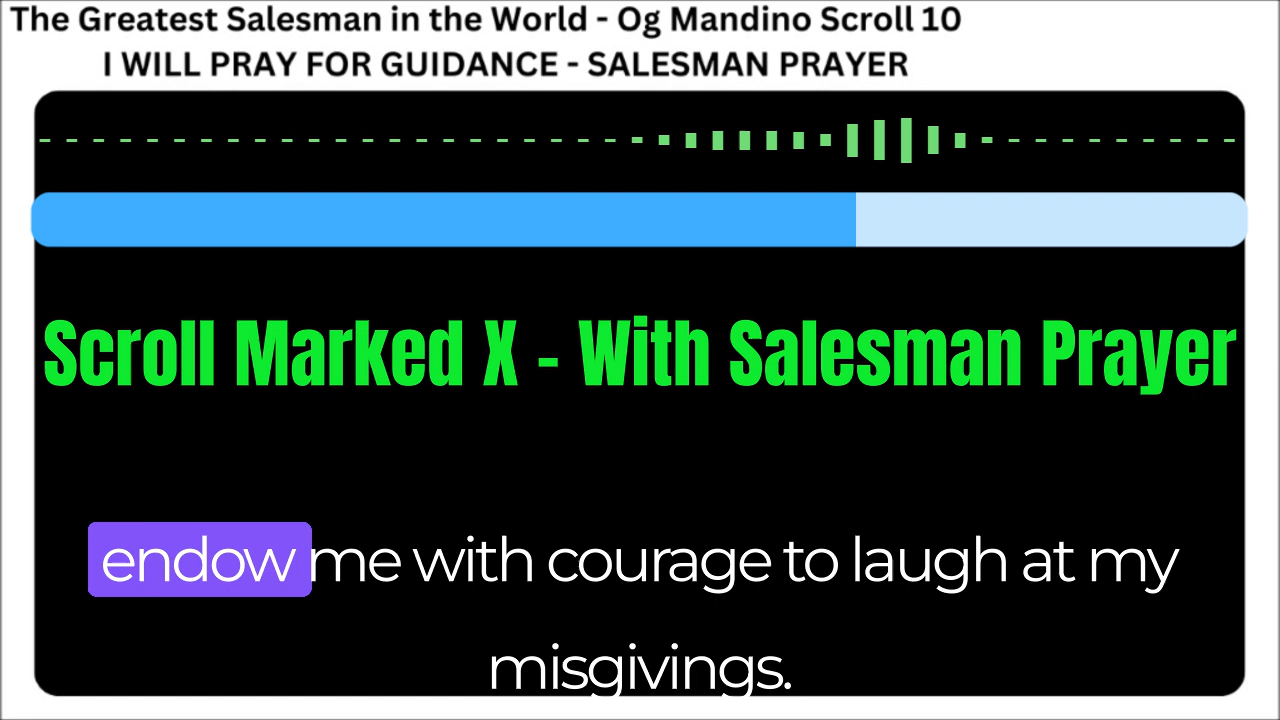 The Greatest Salesman in the World - Og Mandino Scroll 10
I WILL PRAY FOR GUIDANCE - SALESMAN PRAYER
Scroll Marked X - With Salesman Prayer
endow me with courage to laugh at my
misgivings.